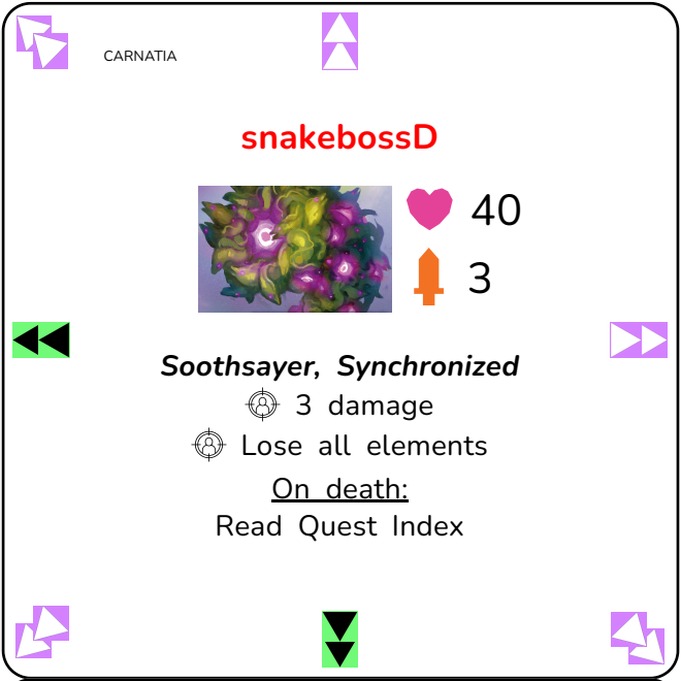 CARNATIA
snakebossD
40
3
Soothsayer, Synchronized
3 damage
Lose all elements
On death:
Read Quest Index